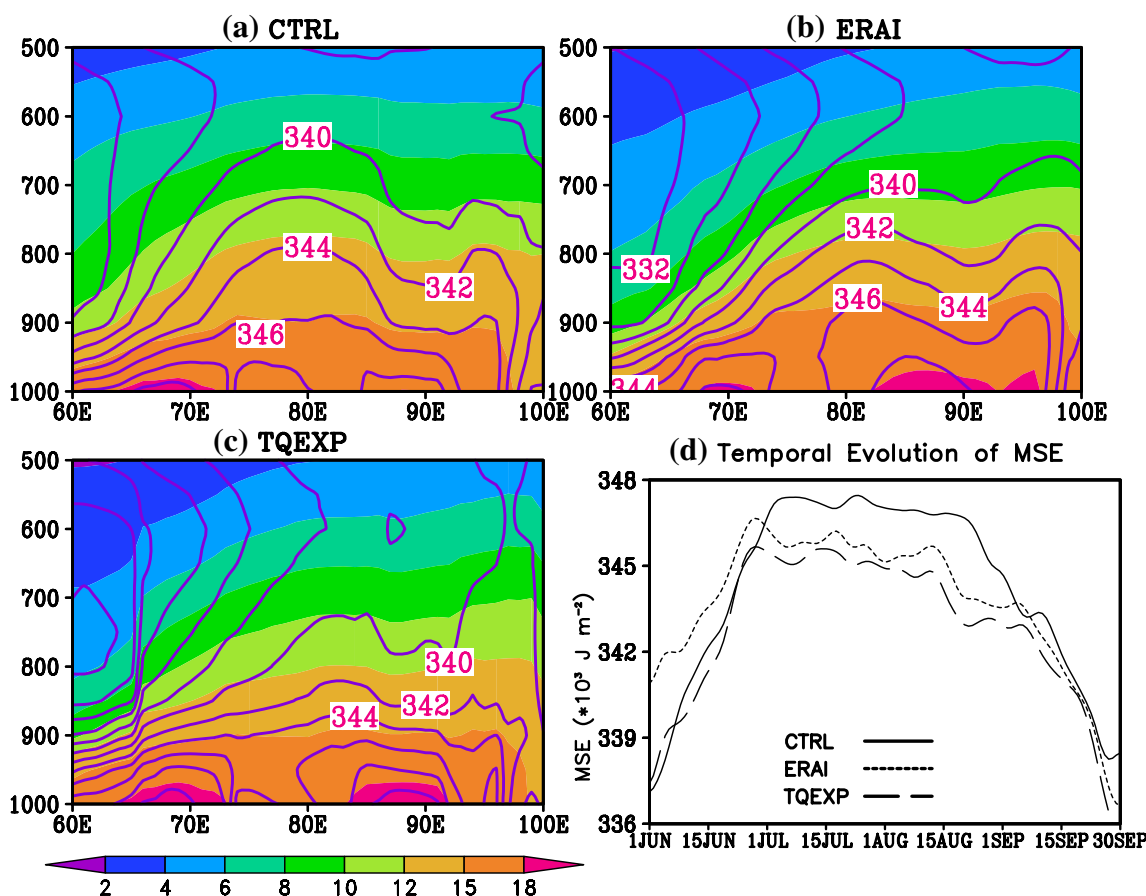 (a) CTRL
500
600
700
800
900
1000
60E 70E 80E 90E 100E
340
344
342
346
(b) ERAI
500
600
700
800
900
1000
60E 70E 80E 90E 100E
340
342
332
346
344
344
(c) TQEXP
500
600
700
800
900
1000
60E 70E 80E 90E 100E
340
342
344
2 4 6 8 10 12 15 18
(d) Temporal Evolution of MSE
MSE (*10³ J m⁻²)
348
345
342
339
336
CTRL
ERAI
TQEXP
1JUN 15JUN 1JUL 15JUL 1AUG 15AUG 1SEP 15SEP 30SEP